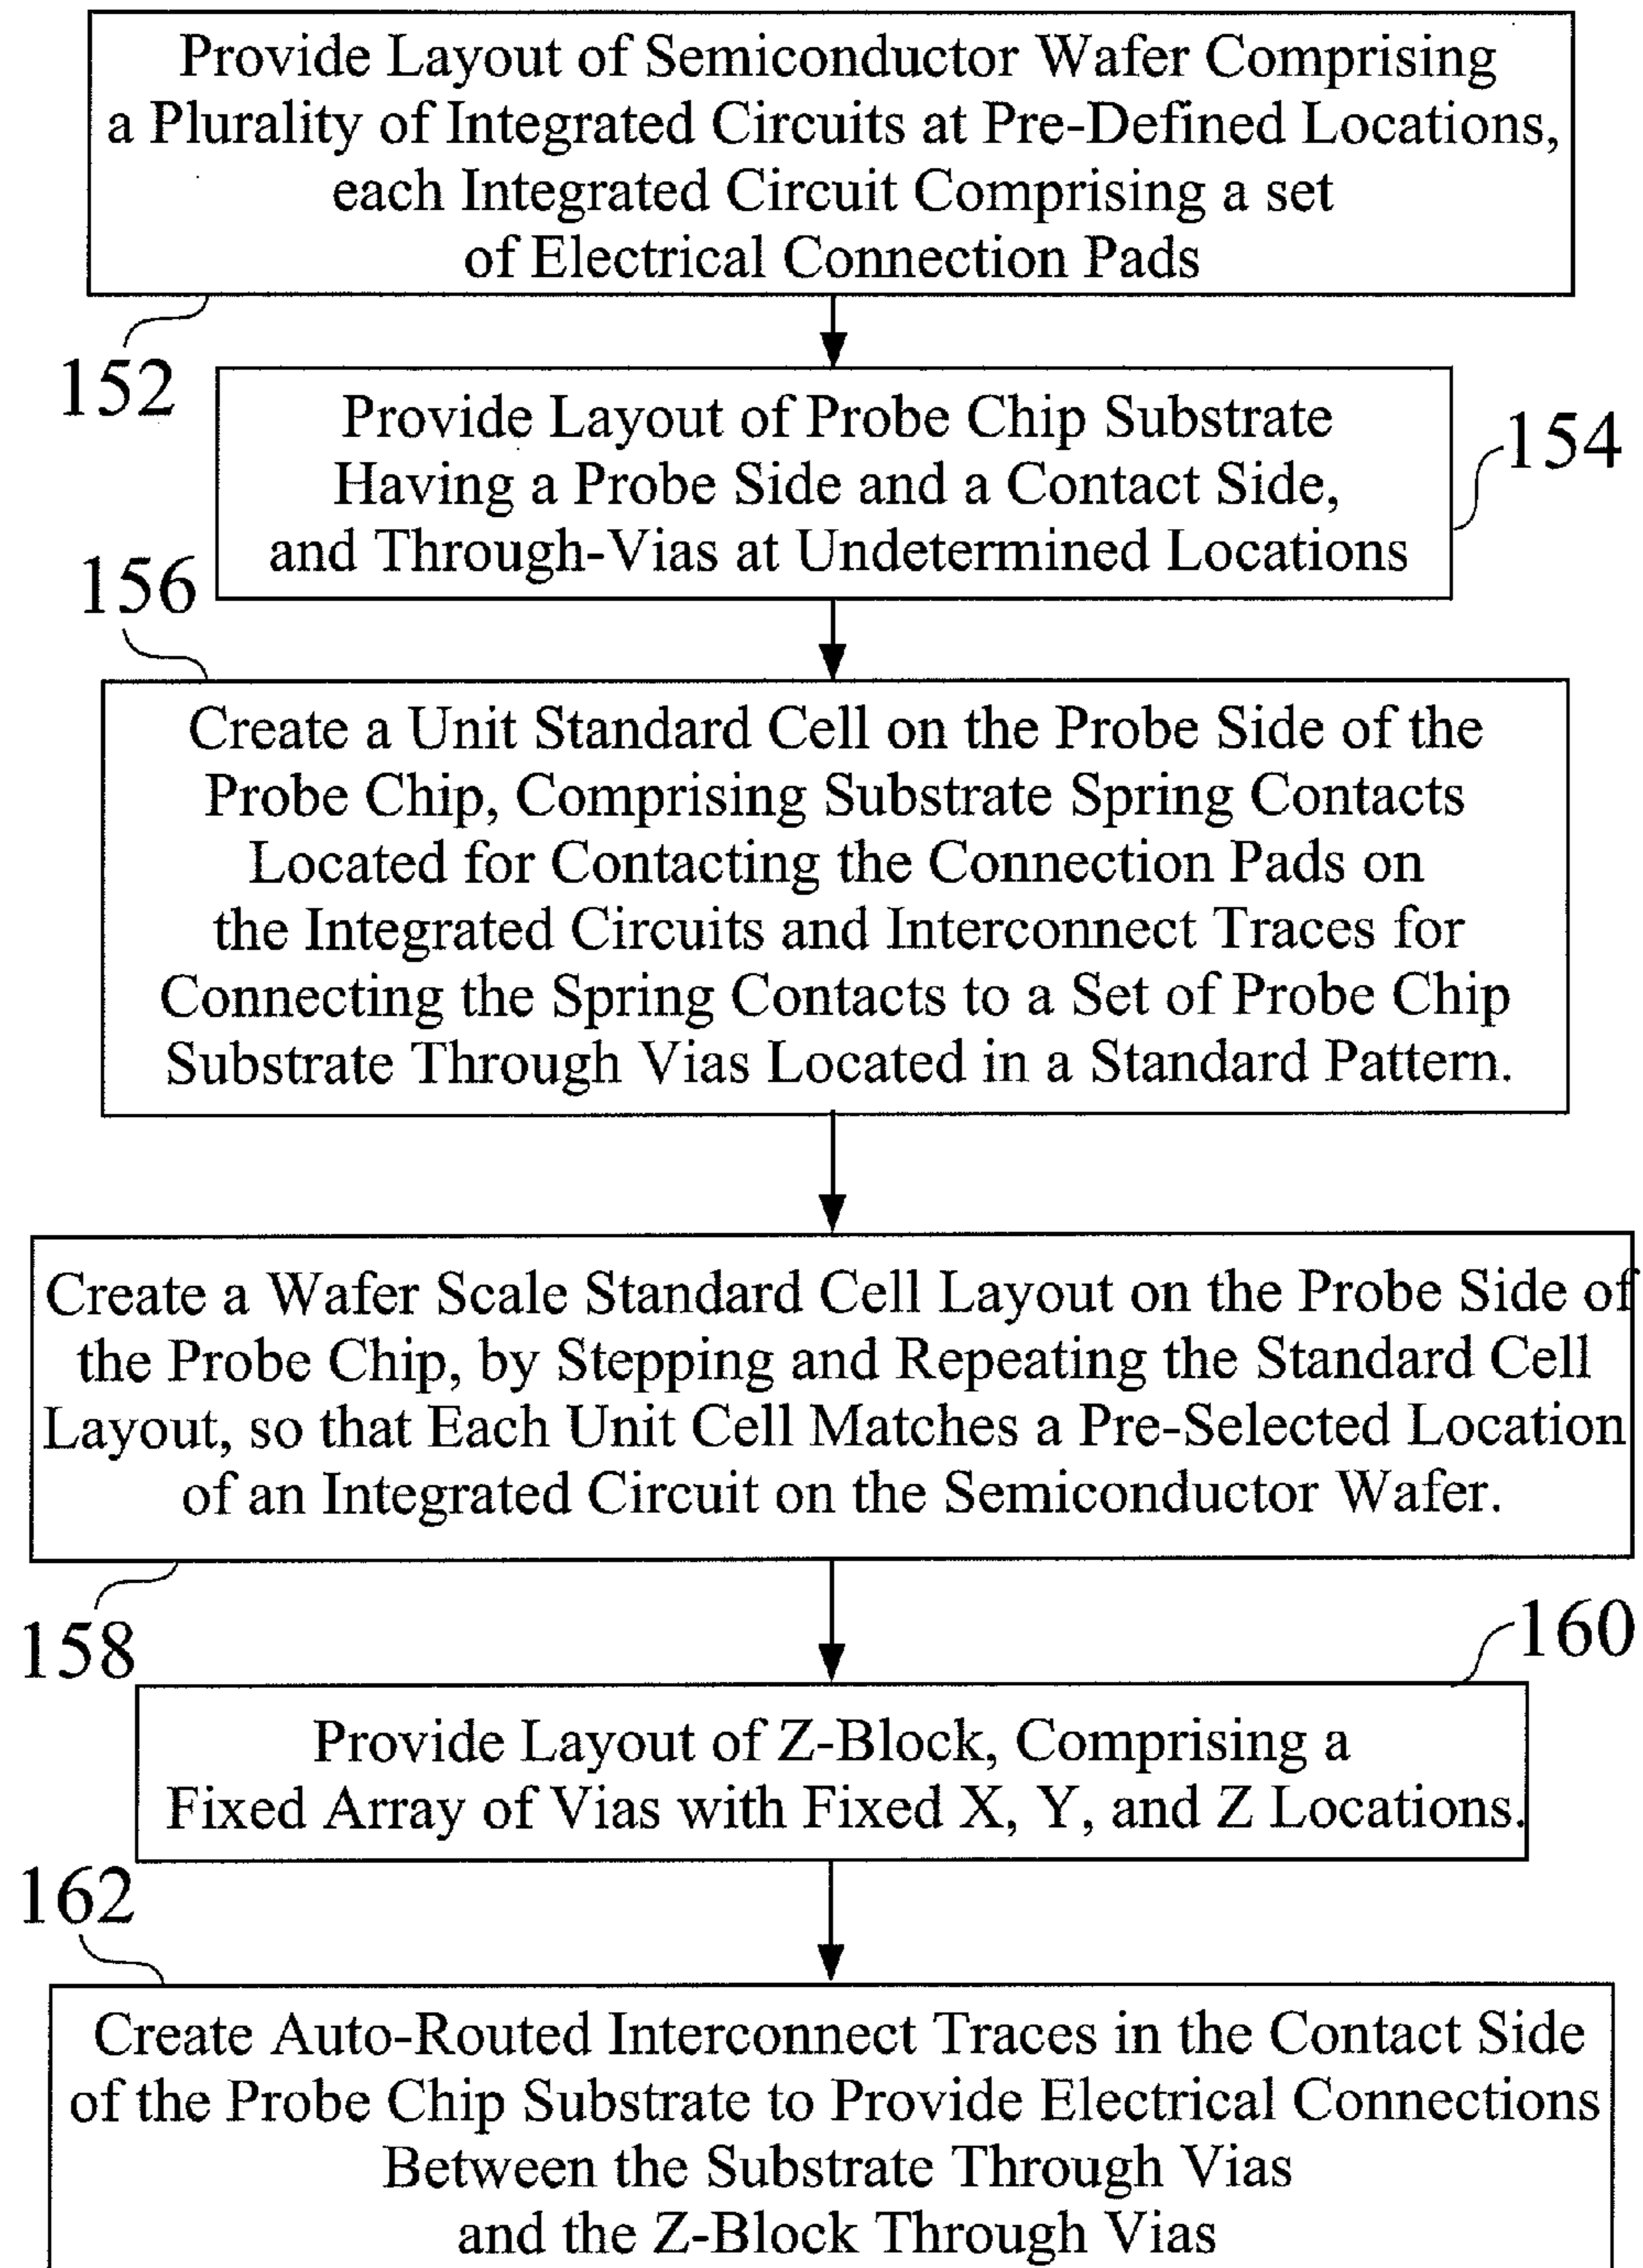 Provide Layout of Semiconductor Wafer Comprising
a Plurality of Integrated Circuits at Pre-Defined Locations,
each Integrated Circuit Comprising a set
of Electrical Connection Pads
152
Provide Layout of Probe Chip Substrate
Having a Probe Side and a Contact Side,
and Through-Vias at Undetermined Locations
154
156
Create a Unit Standard Cell on the Probe Side of the
Probe Chip, Comprising Substrate Spring Contacts
Located for Contacting the Connection Pads on
the Integrated Circuits and Interconnect Traces for
Connecting the Spring Contacts to a Set of Probe Chip
Substrate Through Vias Located in a Standard Pattern.
Create a Wafer Scale Standard Cell Layout on the Probe Side of
the Probe Chip, by Stepping and Repeating the Standard Cell
Layout, so that Each Unit Cell Matches a Pre-Selected Location
of an Integrated Circuit on the Semiconductor Wafer.
158
160
Provide Layout of Z-Block, Comprising a
Fixed Array of Vias with Fixed X, Y, and Z Locations.
162
Create Auto-Routed Interconnect Traces in the Contact Side
of the Probe Chip Substrate to Provide Electrical Connections
Between the Substrate Through Vias
and the Z-Block Through Vias